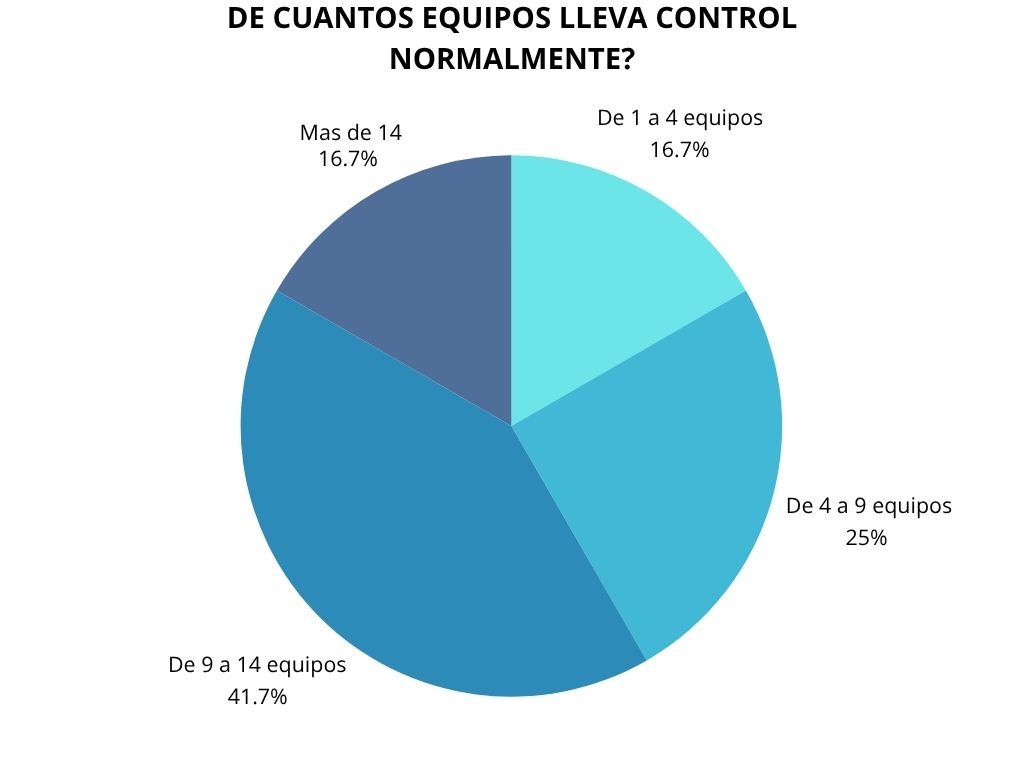 DE CUANTOS EQUIPOS LLEVA CONTROL
NORMALMENTE?
Mas de 14
16.7%
De 1 a 4 equipos
16.7%
De 4 a 9 equipos
25%
De 9 a 14 equipos
41.7%